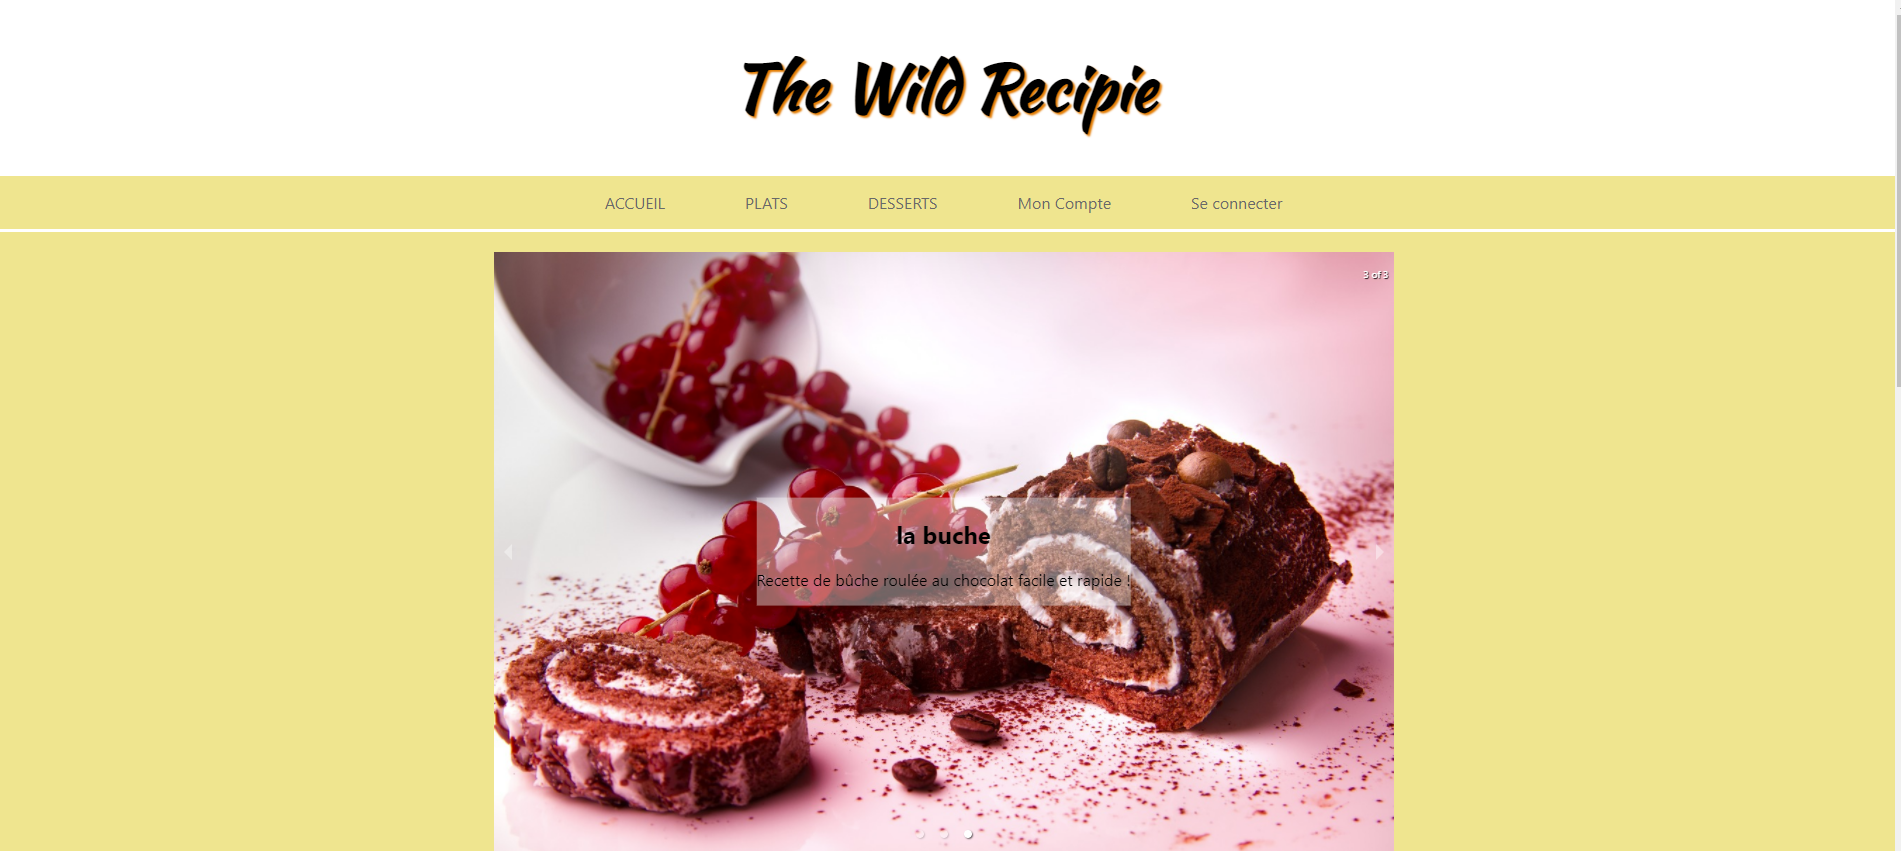 The Wild Recipie
ACCUEIL PLATS DESSERTS Mon Compte Se connecter
3 of 3
la buche
Recette de bûche roulée au chocolat facile et rapide !